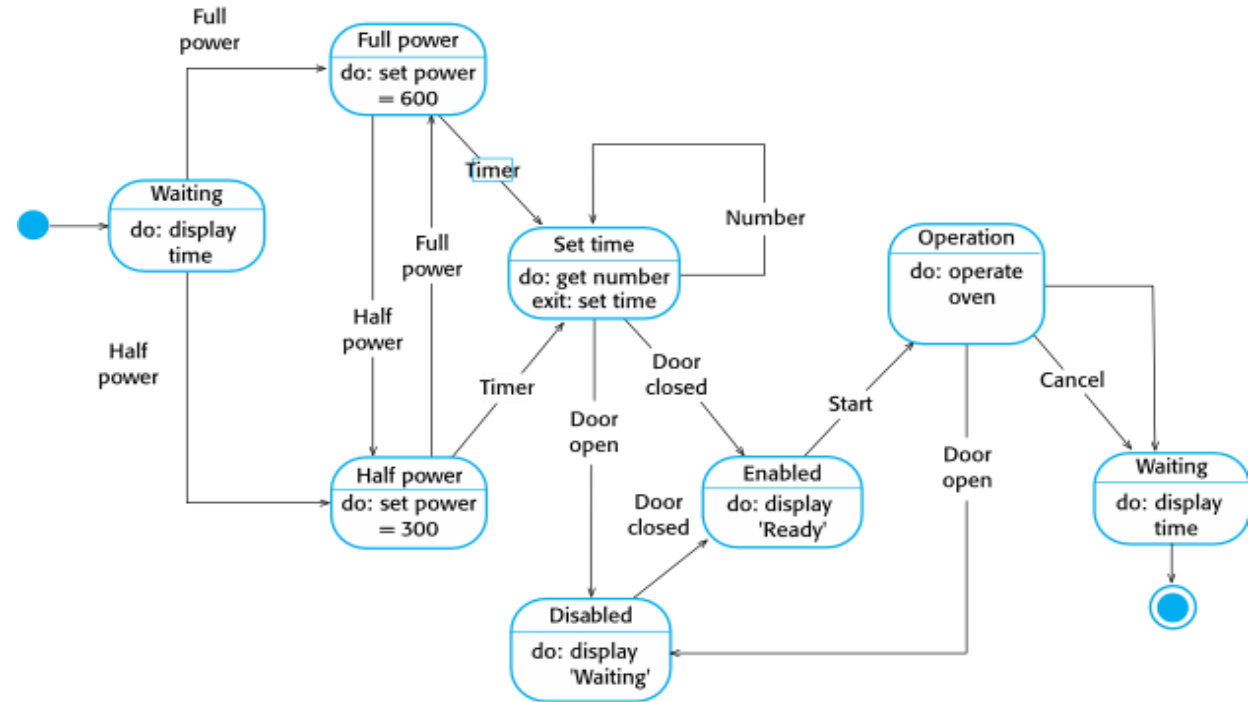 Full
power
Full power
do: set power
= 600
Timer
Waiting
do: display
time
Full
power
Number
Set time
do: get number
exit: set time
Operation
do: operate
oven
Half
power
Half
power
Timer
Door
closed
Door
open
Start
Cancel
Door
open
Half power
do: set power
= 300
Door
closed
Enabled
do: display
'Ready'
Waiting
do: display
time
Disabled
do: display
'Waiting'